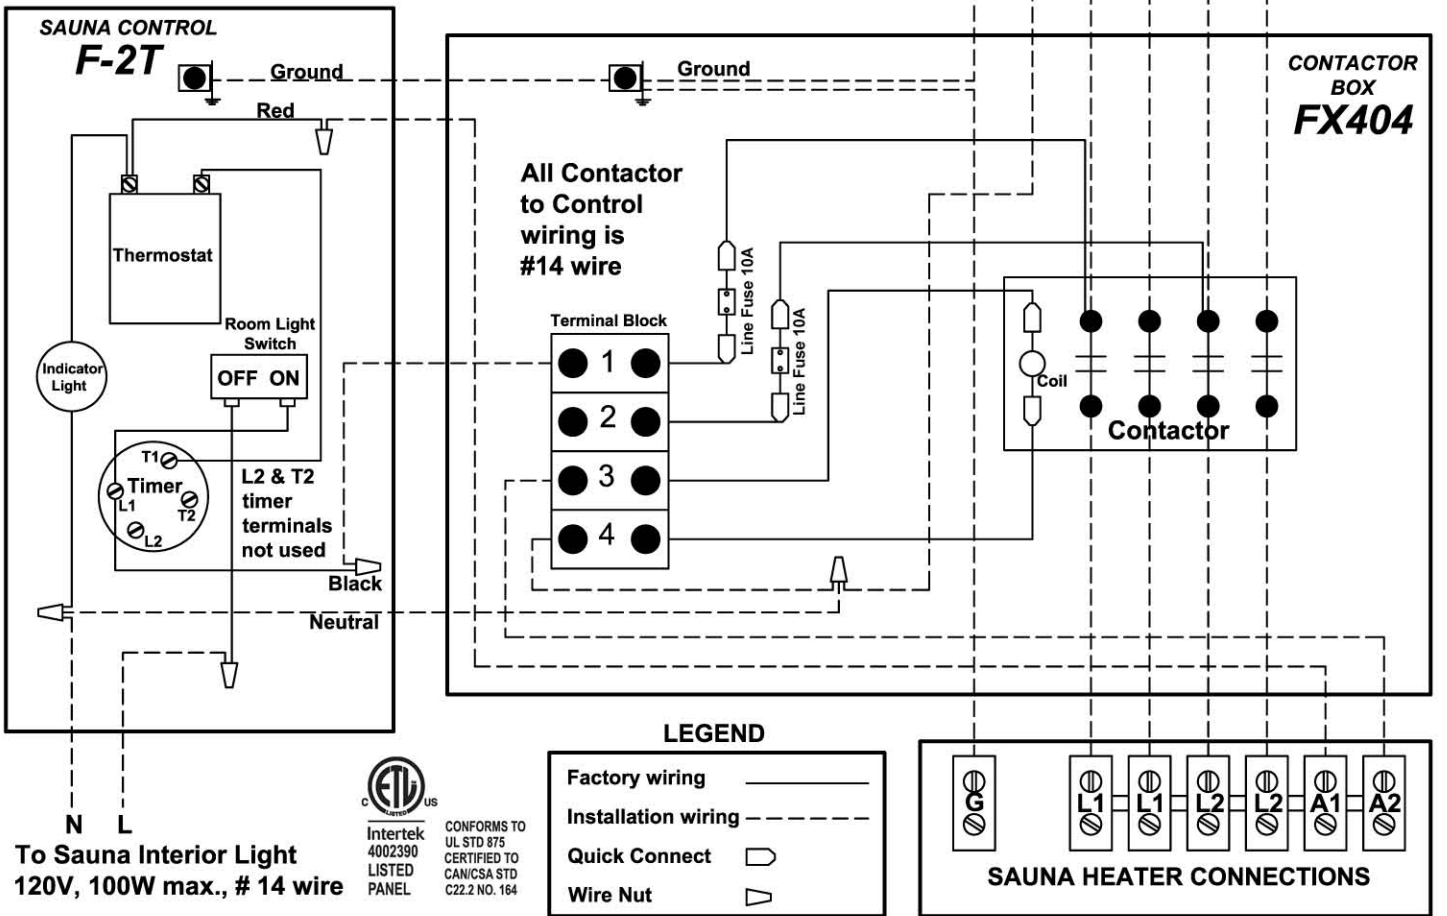 SAUNA CONTROL
F-2T
Ground
Red
Thermostat
Room Light
Switch
OFF ON
Indicator
Light
T1
Timer
L1
T2
L2
L2 & T2
timer
terminals
not used
Black
Neutral
N L
To Sauna Interior Light
120V, 100W max., # 14 wire
Ground
CONTACTOR
BOX
FX404
All Contactor
to Control
wiring is
#14 wire
Line Fuse 10A
Line Fuse 10A
Terminal Block
1
2
3
4
Coil
Contactor
C ETL US
LISTED
Intertek
4002390
LISTED
PANEL
CONFORMS TO
UL STD 875
CERTIFIED TO
CAN/CSA STD
C22.2 NO. 164
LEGEND
Factory wiring
Installation wiring
Quick Connect
Wire Nut
G L1 L1 L2 L2 A1 A2
SAUNA HEATER CONNECTIONS